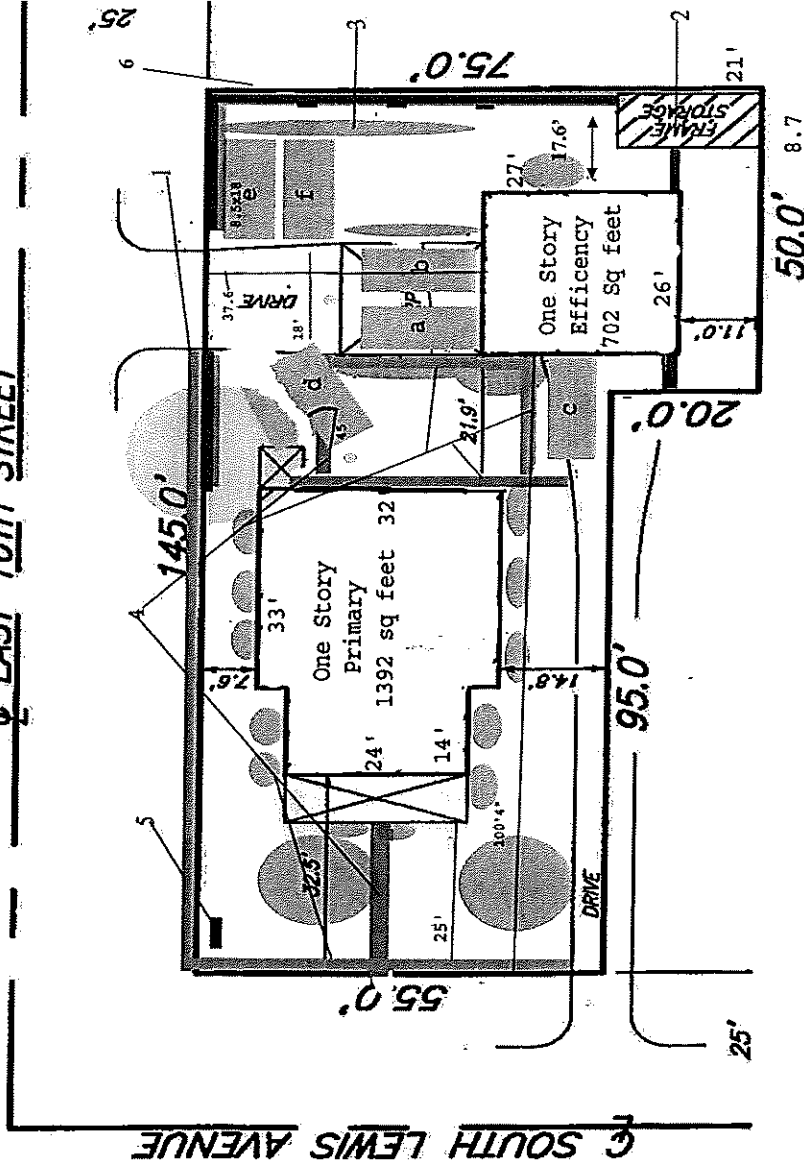 25'
6
3
2
1
75.0'
21'
FRAME
STORAGE
8.7
8.5x18
e
f
17.6'
27'
37.6
DRIVE
18'
b
a
One Story
Efficency
702 Sq feet
26'
11.0'
50.0'
d
45
c
20.0'
21.9'
145.0'
4
33'
One Story
Primary
1392 sq feet 32
7.6'
14.8'
95.0'
24'
14'
5
32.5'
100'4"
25'
DRIVE
55.0'
25'
℄ SOUTH LEWIS AVENUE
℄ EAST STREET